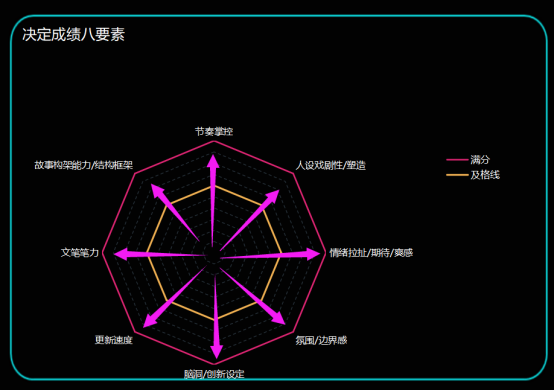 决定成绩八要素
节奏掌控
满分
故事构架能力/结构框架
人设戏剧性/塑造
及格线
文笔笔力
情绪拉扯/期待/爽感
更新速度
氛围/边界感
脑洞/创新设定